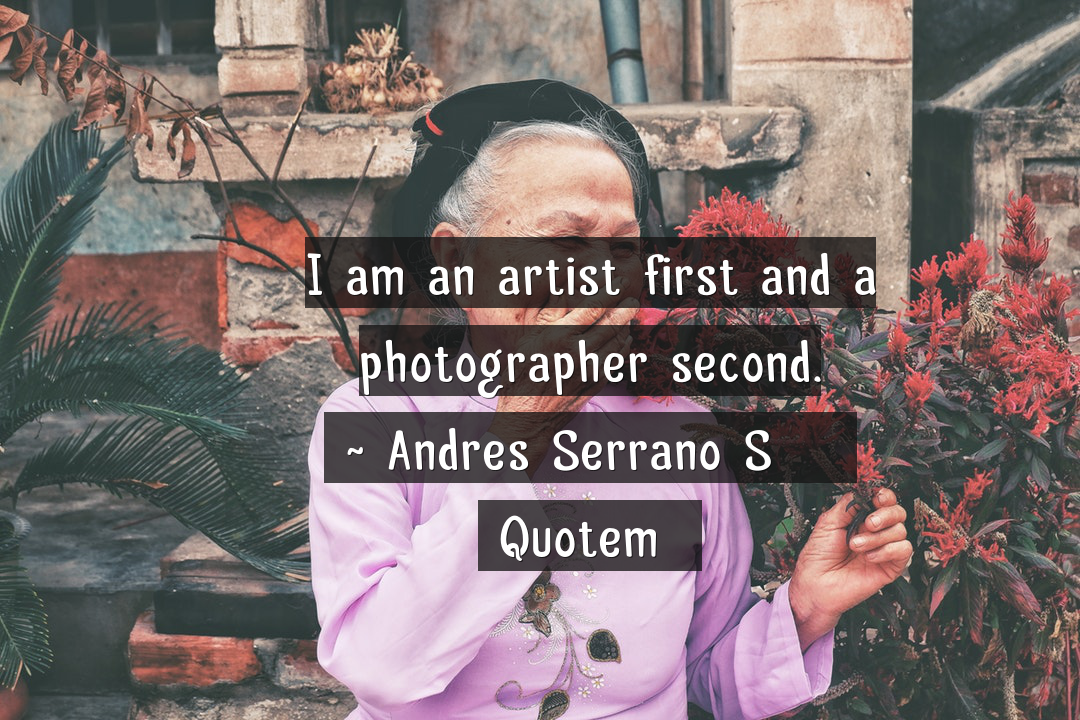 I am an artist first and a
photographer second.
~ Andres Serrano S
Quotem